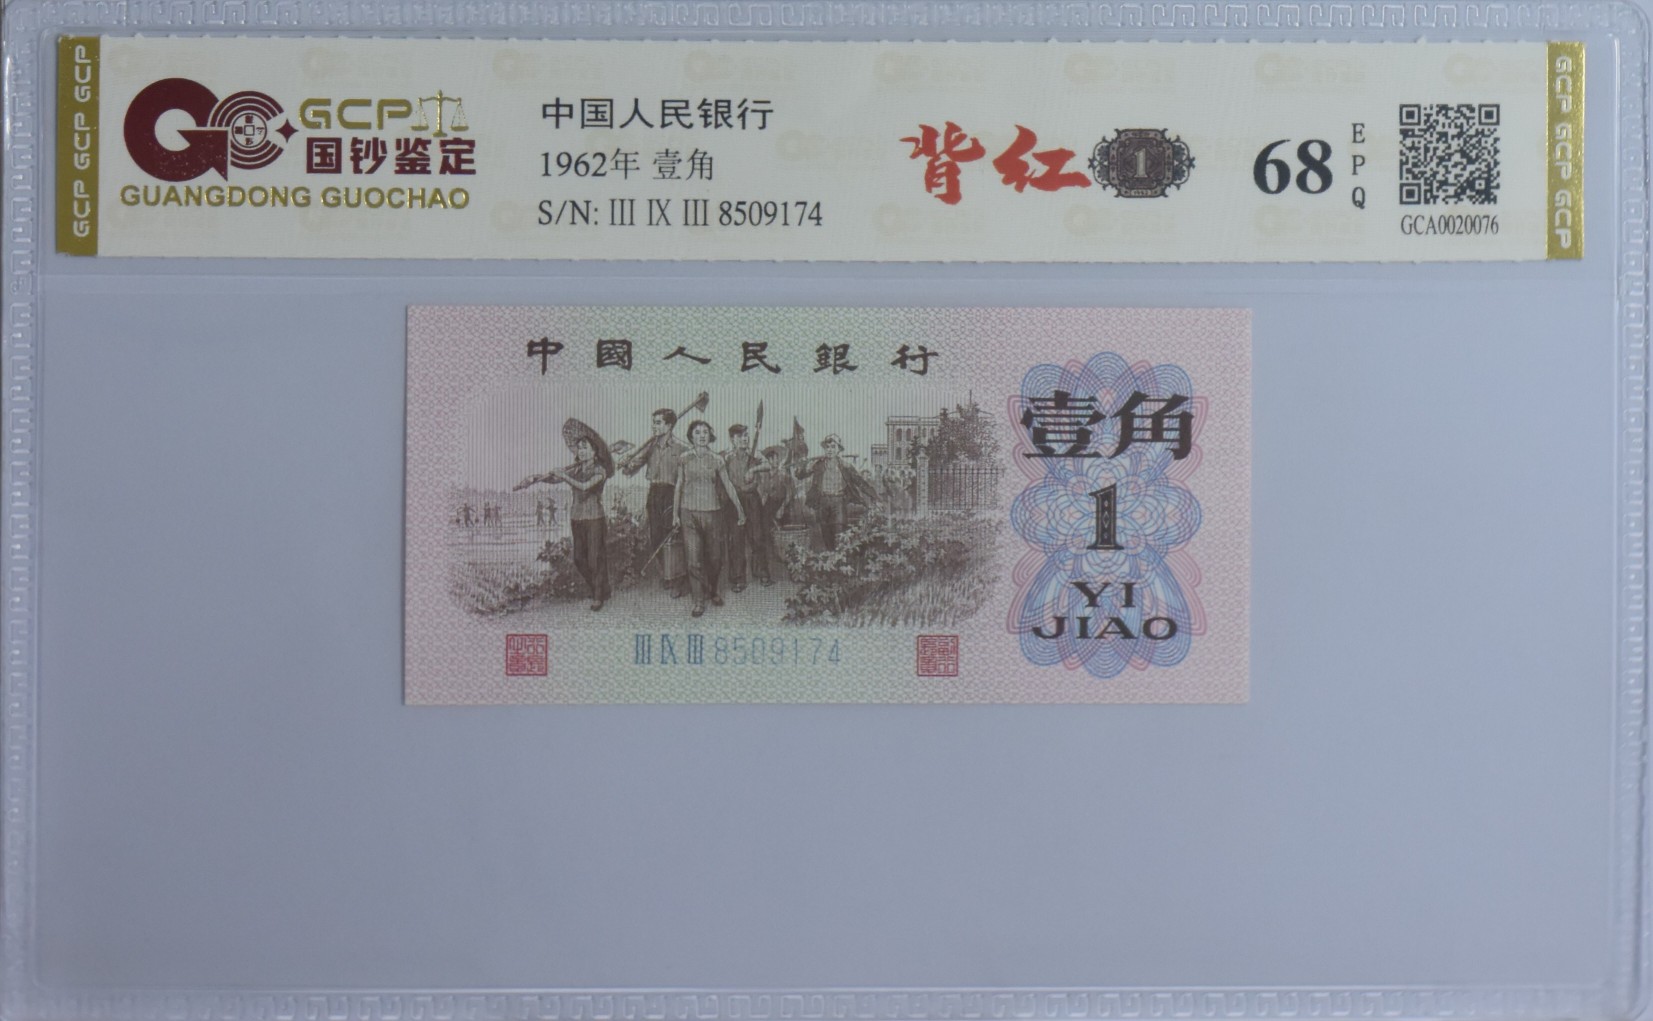 GCP GCP GCP
GCP
国钞鉴定
GUANGDONG GUOCHAO
中国人民银行
1962年 壹角
S/N: III IX III 8509174
背红
1
68
EPQ
GCA0020076
GCP GCP GCP
中國人民銀行
壹角
1
YI
JIAO
III IX III 8509174